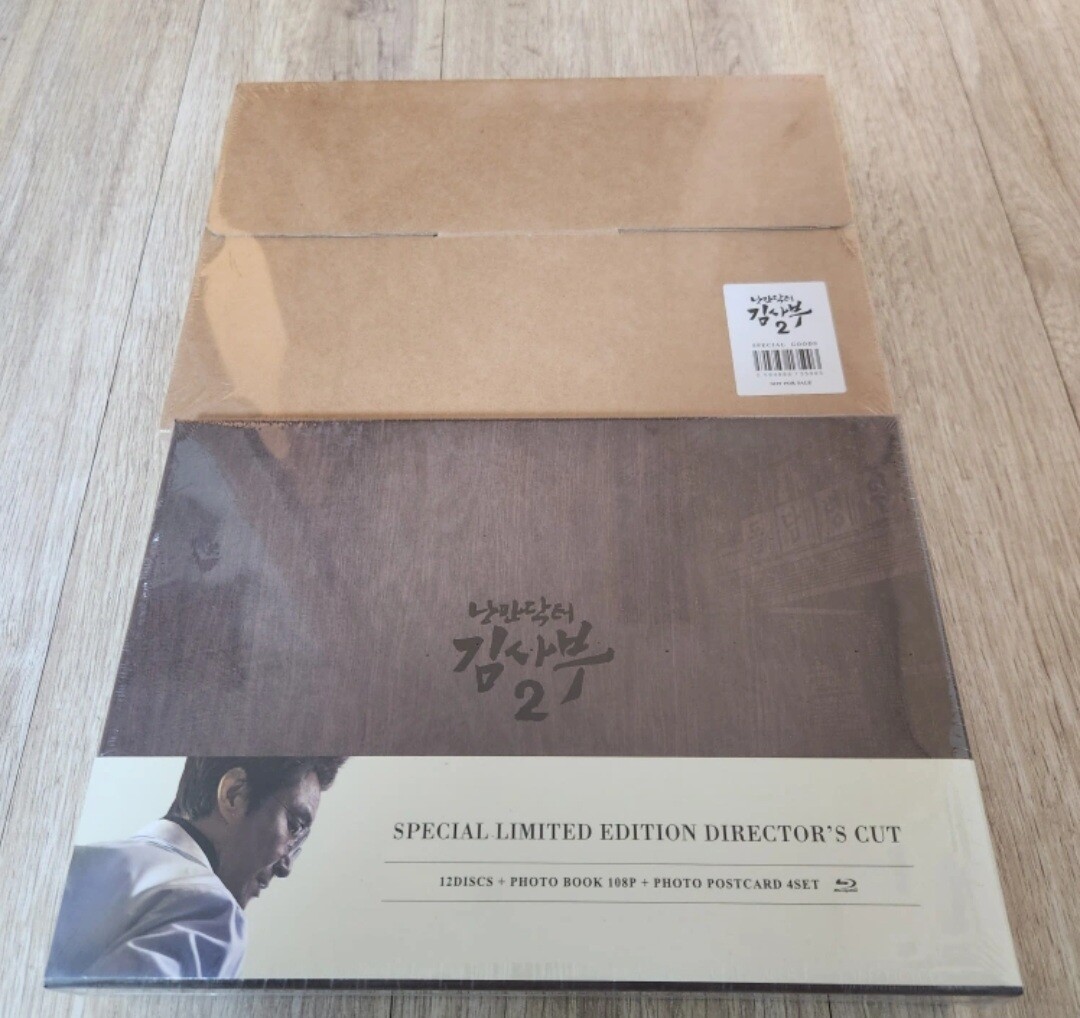 낭만닥터
김사부
2
SPECIAL GOODS
NOT FOR SALE
낭만닥터
김사부
2
SPECIAL LIMITED EDITION DIRECTOR'S CUT
12DISCS + PHOTO BOOK 108P + PHOTO POSTCARD 4SET